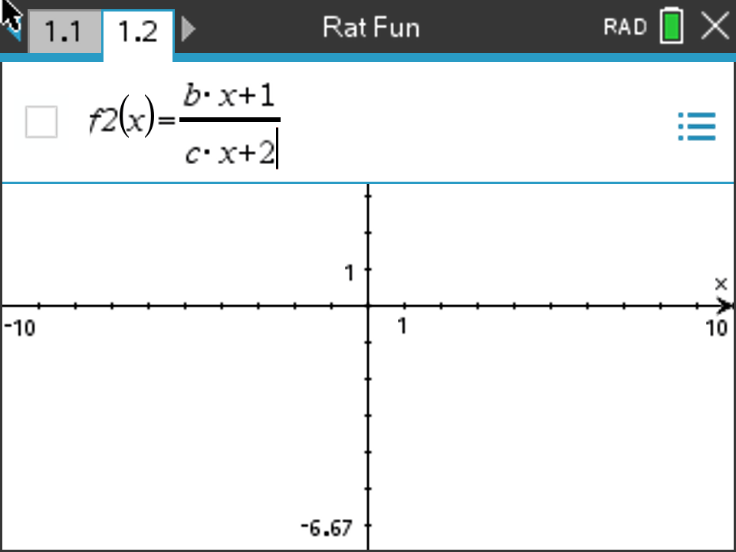 1.1 1.2 Rat Fun RAD
f2(x)=b· x+1
c· x+2
1
x
-10 1 10
-6.67